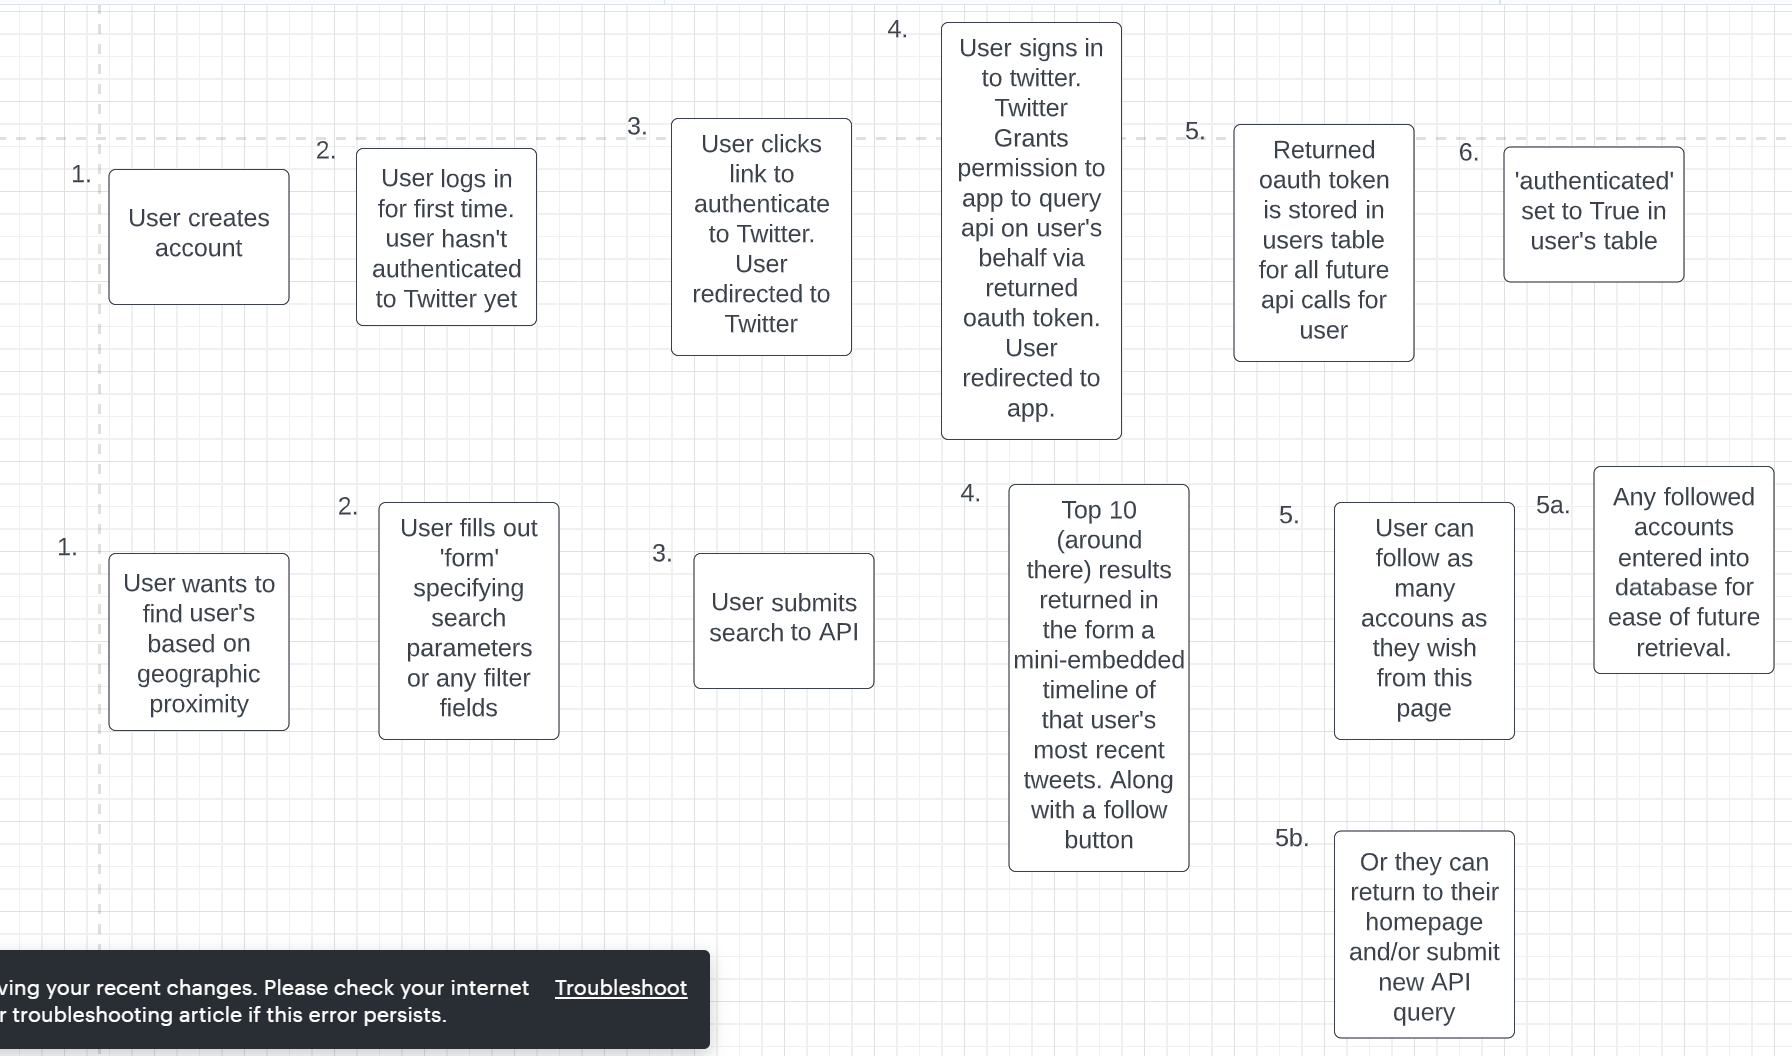 1.
User creates
account
2.
User logs in
for first time.
user hasn't
authenticated
to Twitter yet
3.
User clicks
link to
authenticate
to Twitter.
User
redirected to
Twitter
4.
User signs in
to twitter.
Twitter
Grants
permission to
app to query
api on user's
behalf via
returned
oauth token.
User
redirected to
app.
5.
Returned
oauth token
is stored in
users table
for all future
api calls for
user
6.
'authenticated'
set to True in
user's table
1.
User wants to
find user's
based on
geographic
proximity
2.
User fills out
'form'
specifying
search
parameters
or any filter
fields
3.
User submits
search to API
4.
Top 10
(around
there) results
returned in
the form a
mini-embedded
timeline of
that user's
most recent
tweets. Along
with a follow
button
5.
User can
follow as
many
accouns as
they wish
from this
page
5a.
Any followed
accounts
entered into
database for
ease of future
retrieval.
5b.
Or they can
return to their
homepage
and/or submit
new API
query
ving your recent changes. Please check your internet
r troubleshooting article if this error persists.
Troubleshoot